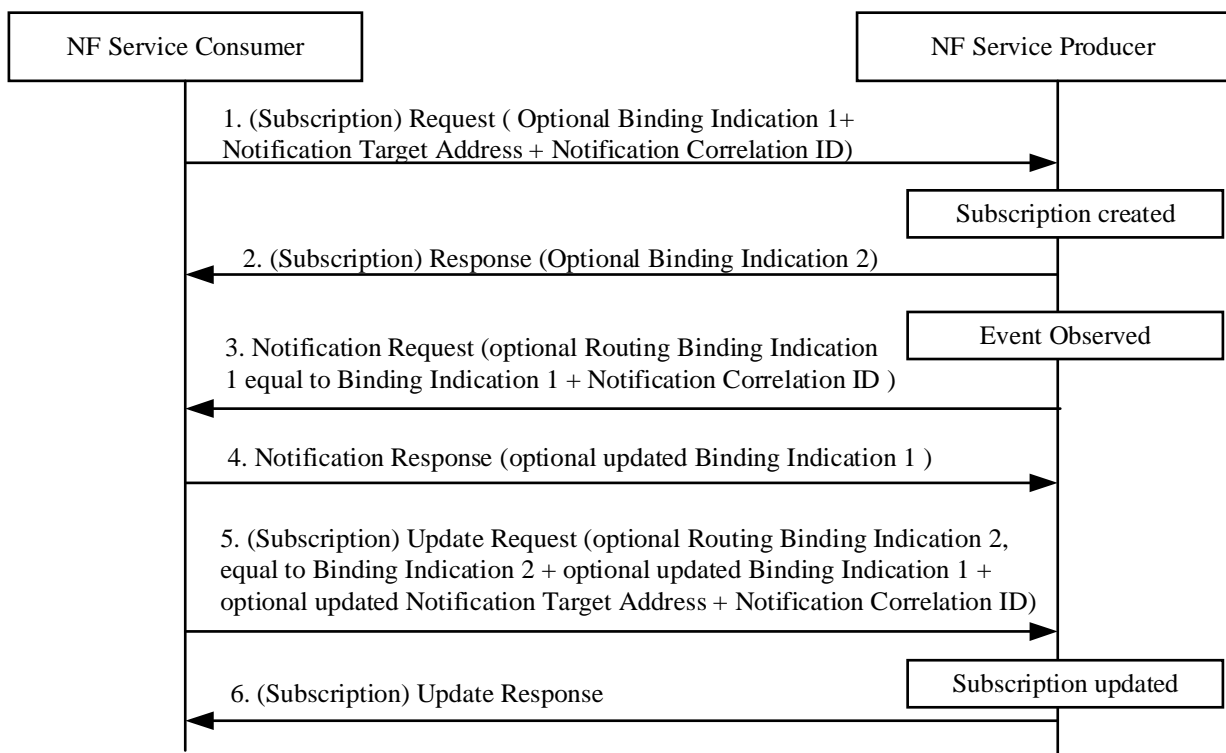 NF Service Consumer
NF Service Producer
1. (Subscription) Request ( Optional Binding Indication 1+
Notification Target Address + Notification Correlation ID)
Subscription created
2. (Subscription) Response (Optional Binding Indication 2)
Event Observed
3. Notification Request (optional Routing Binding Indication
1 equal to Binding Indication 1 + Notification Correlation ID )
4. Notification Response (optional updated Binding Indication 1 )
5. (Subscription) Update Request (optional Routing Binding Indication 2,
equal to Binding Indication 2 + optional updated Binding Indication 1 +
optional updated Notification Target Address + Notification Correlation ID)
Subscription updated
6. (Subscription) Update Response